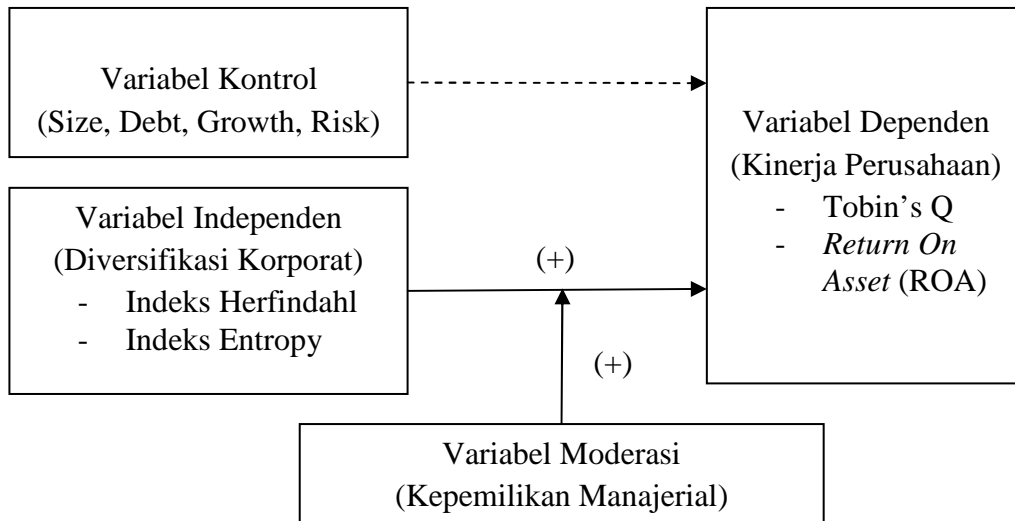 Variabel Kontrol
(Size, Debt, Growth, Risk)
Variabel Independen
(Diversifikasi Korporat)
- Indeks Herfindahl
- Indeks Entropy
(+)
(+)
Variabel Dependen
(Kinerja Perusahaan)
- Tobin’s Q
- Return On
Asset (ROA)
Variabel Moderasi
(Kepemilikan Manajerial)